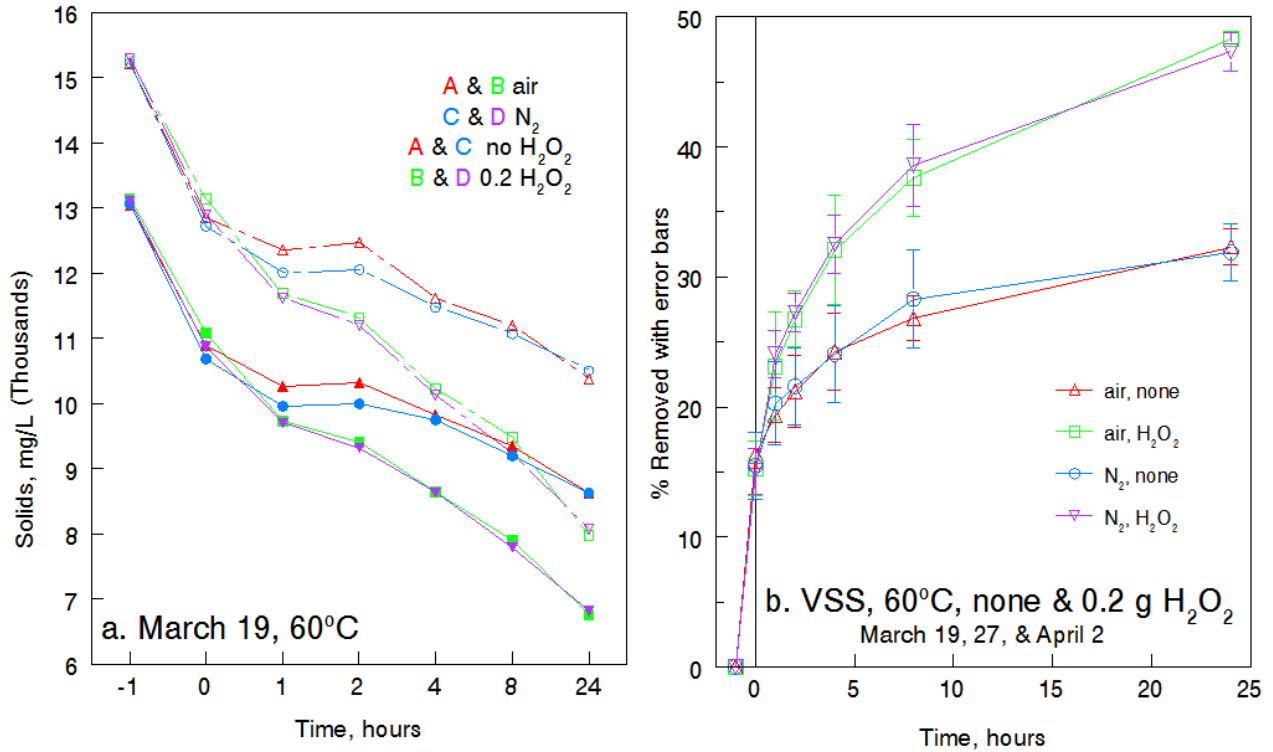 16
15
14
13
12
11
10
9
8
7
6
Solids, mg/L (Thousands)
A & B air
C & D N₂
A & C no H₂O₂
B & D 0.2 H₂O₂
a. March 19, 60°C
-1 0 1 2 4 8 24
Time, hours
50
40
30
20
10
0
% Removed with error bars
air, none
air, H₂O₂
N₂, none
N₂, H₂O₂
b. VSS, 60°C, none & 0.2 g H₂O₂
March 19, 27, & April 2
0 5 10 15 20 25
Time, hours